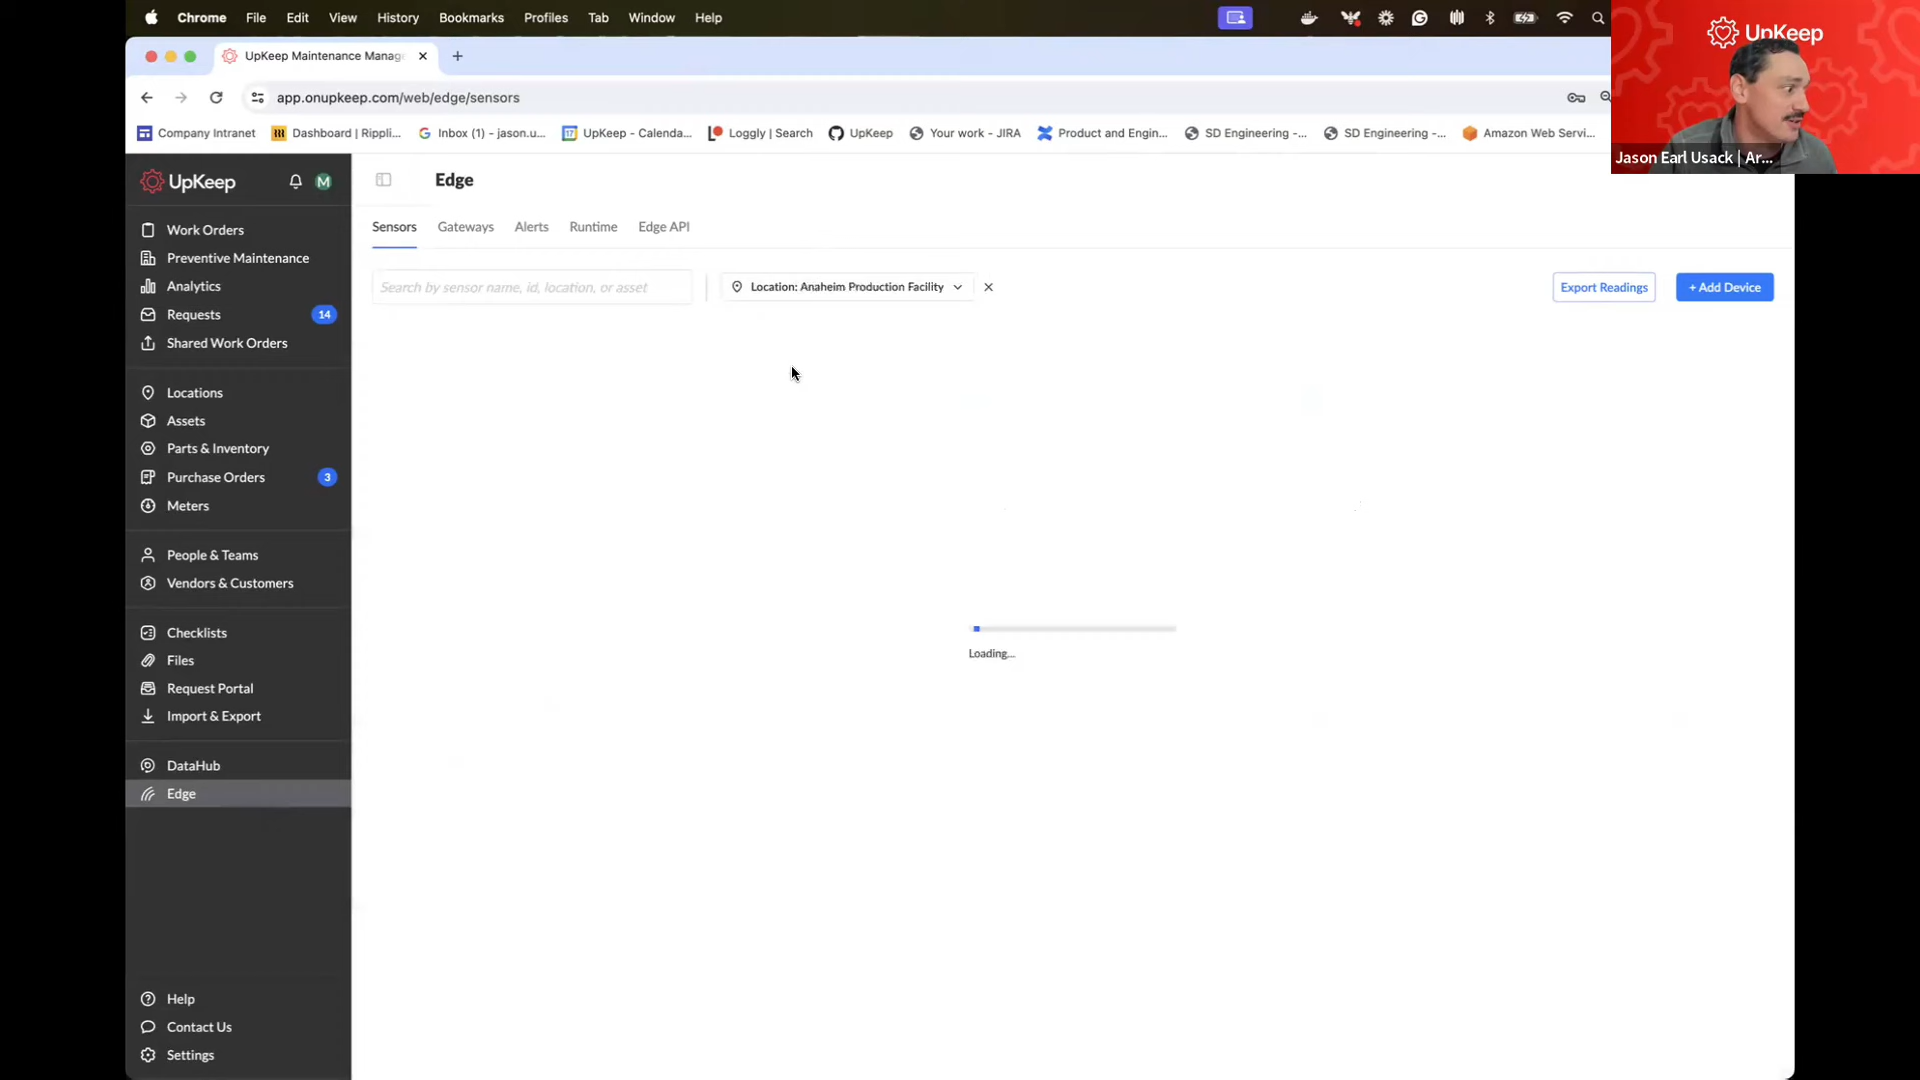 Chrome File Edit View History Bookmarks Profiles Tab Window Help
UpKeep Maintenance Manag
app.onupkeep.com/web/edge/sensors
Company Intranet Dashboard | Rippli... Inbox (1) - jason.u... UpKeep - Calenda... Loggly | Search UpKeep Your work - JIRA Product and Engin... SD Engineering -... SD Engineering -... Amazon Web Servi...
UpKeep
Jason Earl Usack | Ar...
UpKeep M
Work Orders
Preventive Maintenance
Analytics
Requests 14
Shared Work Orders
Locations
Assets
Parts & Inventory
Purchase Orders 3
Meters
People & Teams
Vendors & Customers
Checklists
Files
Request Portal
Import & Export
DataHub
Edge
Help
Contact Us
Settings
Edge
Sensors Gateways Alerts Runtime Edge API
Search by sensor name, id, location, or asset Location: Anaheim Production Facility Export Readings + Add Device
Loading...